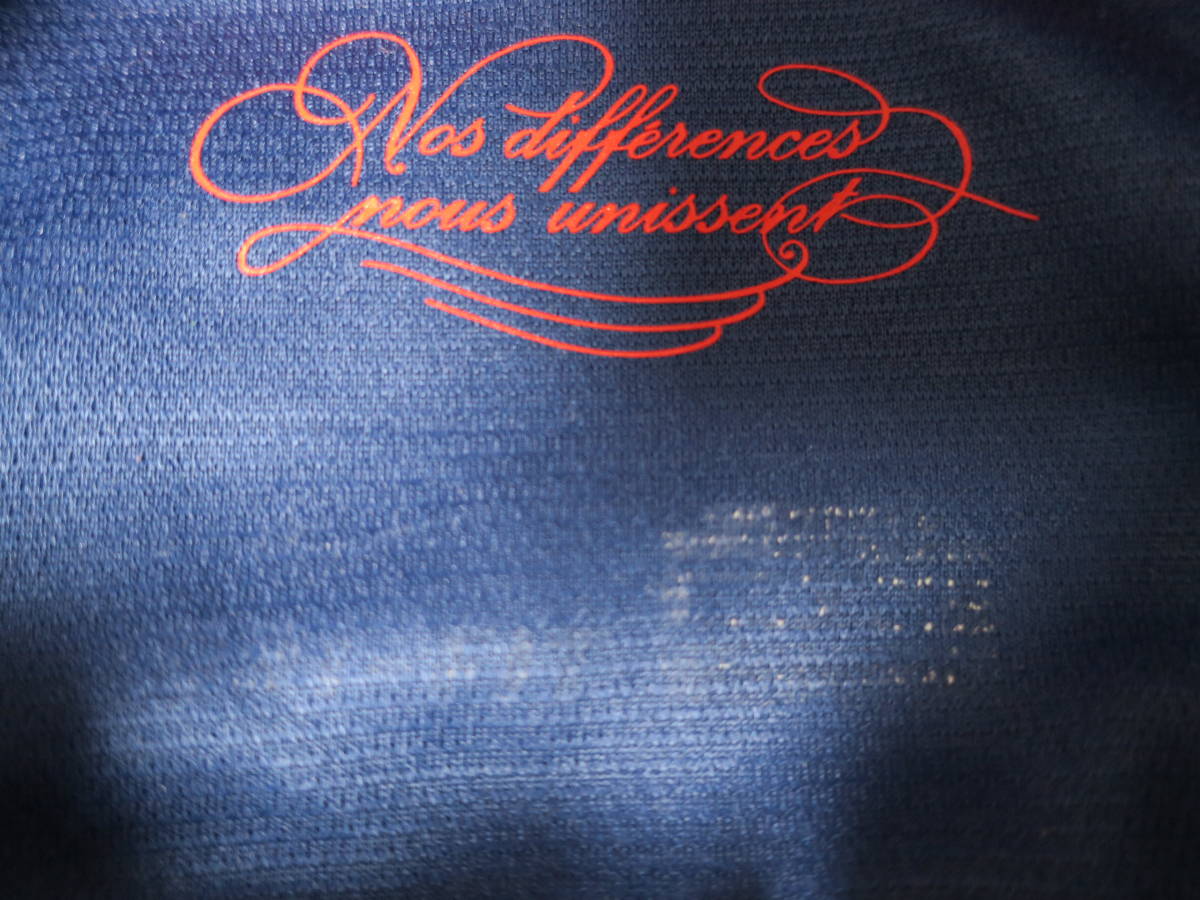 Nos différences
nous unissent